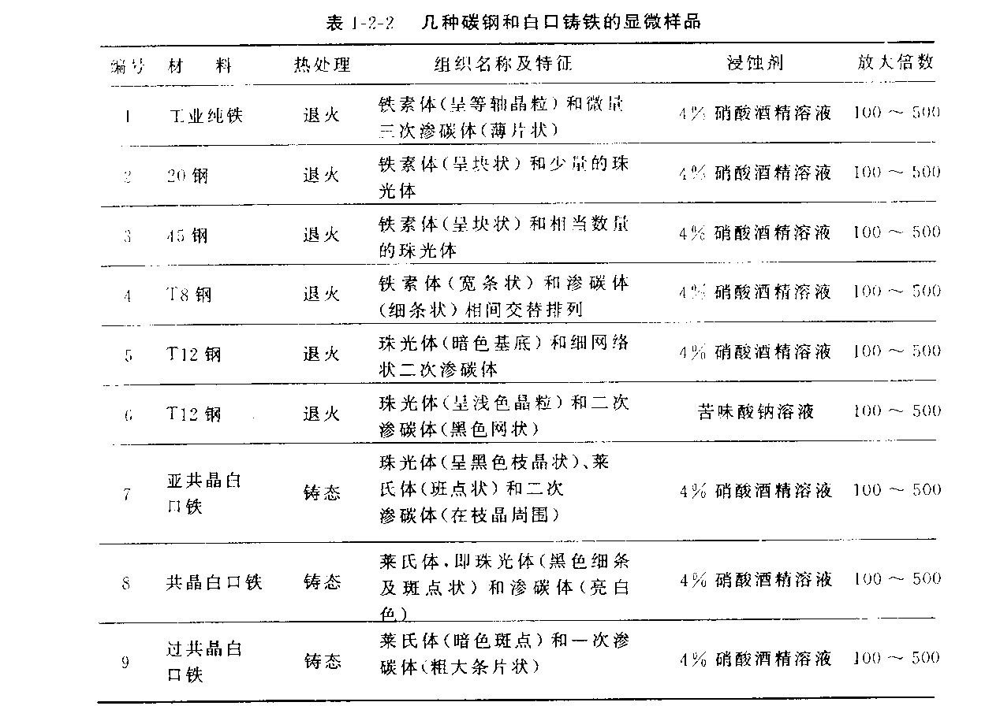 表 1-2-2 几种碳钢和白口铸铁的显微样品
编号 材 料 热处理 组织名称及特征 浸蚀剂 放大倍数
1 工业纯铁 退火 铁素体(呈等轴晶粒)和微量 4% 硝酸酒精溶液 100～500
三次渗碳体(薄片状)
2 20 钢 退火 铁素体(呈块状)和少量的珠 4% 硝酸酒精溶液 100～500
光体
3 45 钢 退火 铁素体(呈块状)和相当数量 4% 硝酸酒精溶液 100～500
的珠光体
4 T8 钢 退火 铁素体(宽条状)和渗碳体 4% 硝酸酒精溶液 100～500
(细条状)相间交替排列
5 T12 钢 退火 珠光体(暗色基底)和细网络 4% 硝酸酒精溶液 100～500
状二次渗碳体
6 T12 钢 退火 珠光体(呈浅色晶粒)和二次 苦味酸钠溶液 100～500
渗碳体(黑色网状)
7 亚共晶白 铸态 珠光体(呈黑色枝晶状)、莱 4% 硝酸酒精溶液 100～500
口铁 氏体(斑点状)和二次
渗碳体(在枝晶周围)
8 共晶白口铁 铸态 莱氏体,即珠光体(黑色细条 4% 硝酸酒精溶液 100～500
及斑点状)和渗碳体(亮白
色)
9 过共晶白 铸态 莱氏体(暗色斑点)和一次渗 4% 硝酸酒精溶液 100～500
口铁 碳体(粗大条片状)